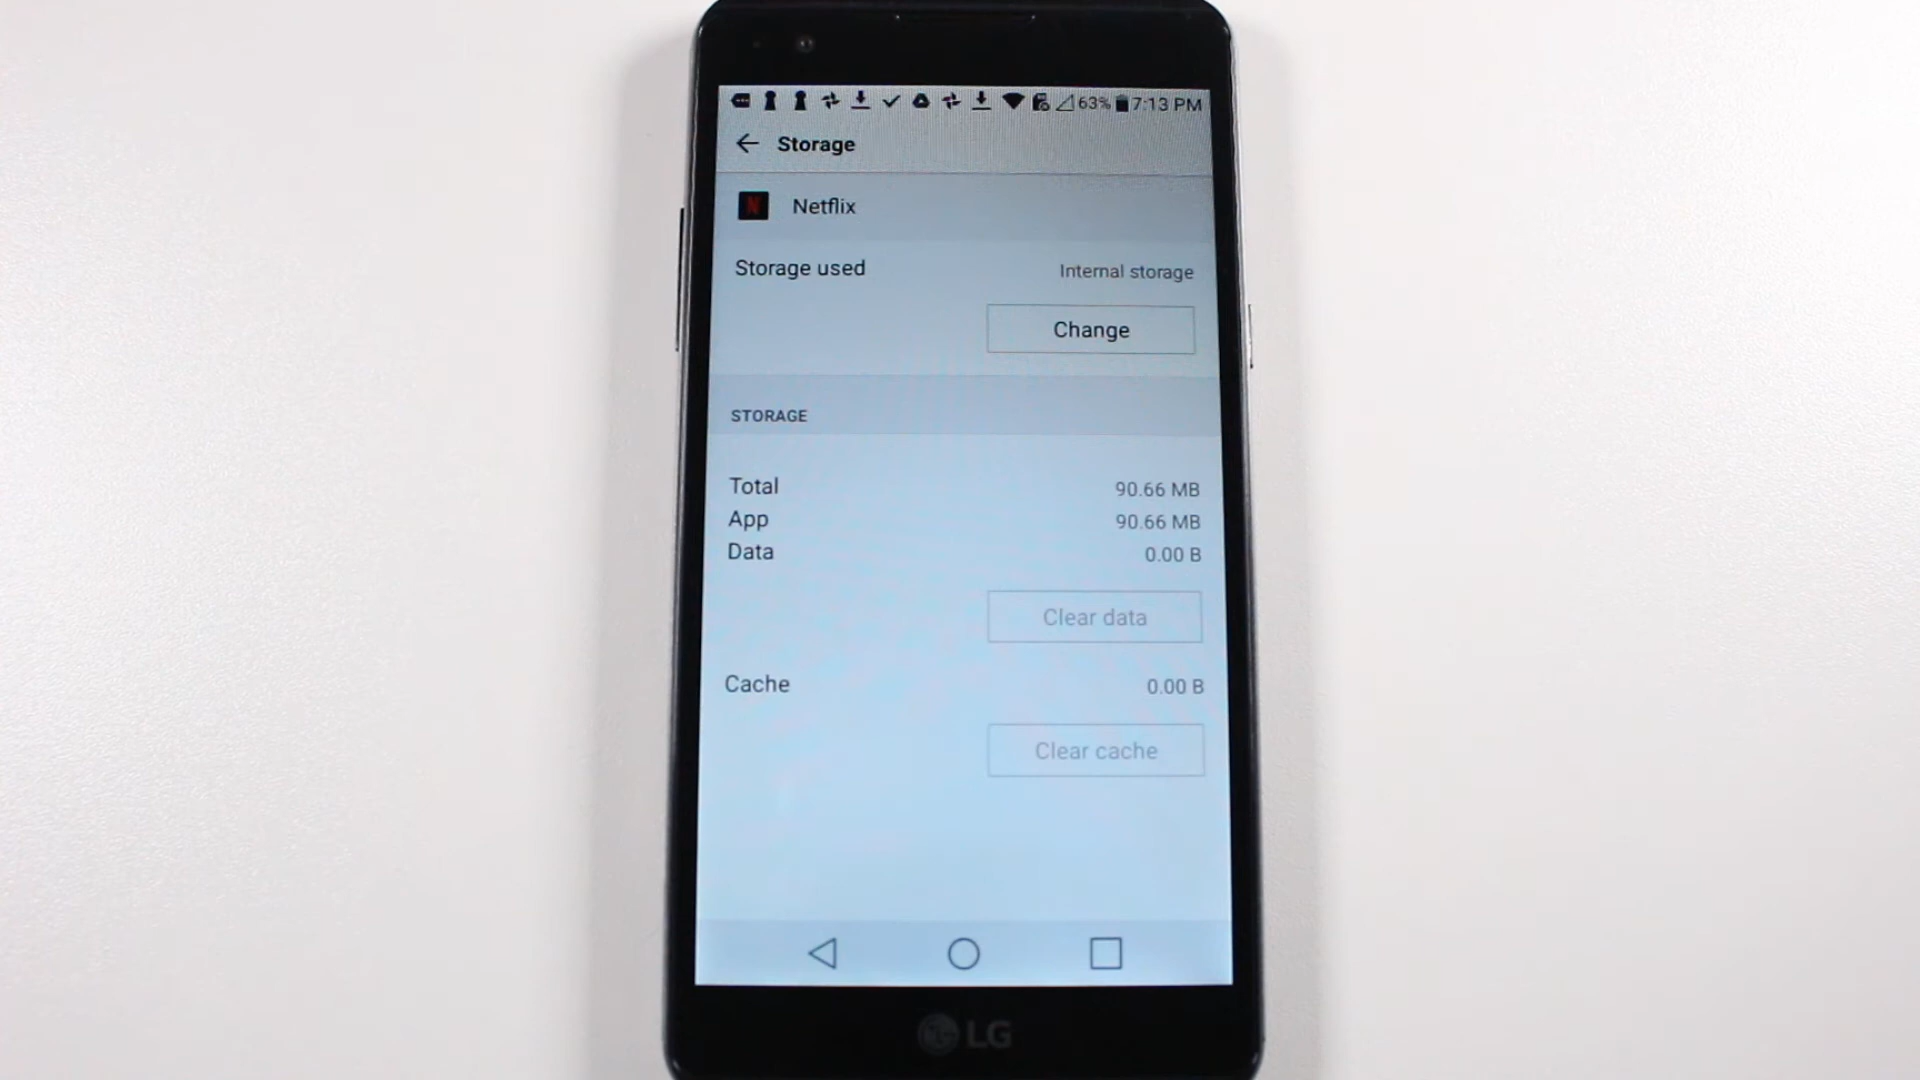 63% 7:13 PM
Storage
N Netflix
Storage used Internal storage
Change
STORAGE
Total 90.66 MB
App 90.66 MB
Data 0.00 B
Clear data
Cache 0.00 B
Clear cache
LG